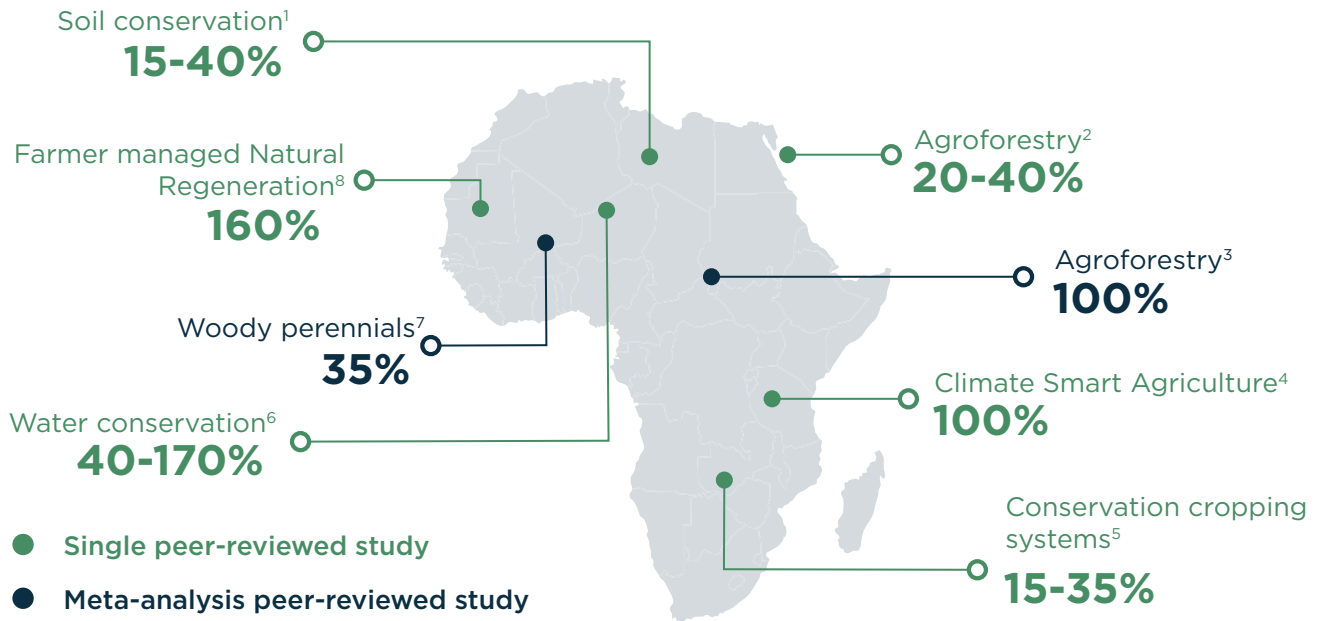 Soil conservation¹
15-40%
Farmer managed Natural
Regeneration⁸
160%
Woody perennials⁷
35%
Water conservation⁶
40-170%
Agroforestry²
20-40%
Agroforestry³
100%
Climate Smart Agriculture⁴
100%
Conservation cropping
systems⁵
15-35%
Single peer-reviewed study
Meta-analysis peer-reviewed study